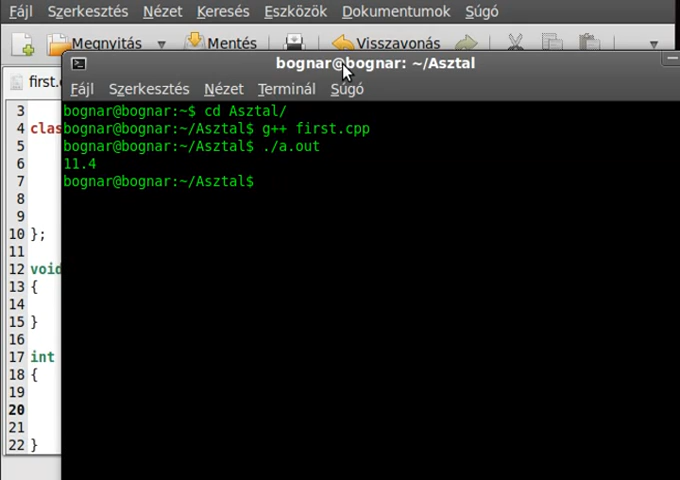 Fájl Szerkesztés Nézet Keresés Eszközök Dokumentumok Súgó
Megnyitás Mentés Visszavonás
bognar@bognar: ~/Asztal
first.c
Fájl Szerkesztés Nézet Terminál Súgó
bognar@bognar:~$ cd Asztal/
bognar@bognar:~/Asztal$ g++ first.cpp
bognar@bognar:~/Asztal$ ./a.out
11.4
bognar@bognar:~/Asztal$
3
4 clas
5
6
7
8
9
10 };
11
12 void
13 {
14
15 }
16
17 int
18 {
19
20
21
22 }